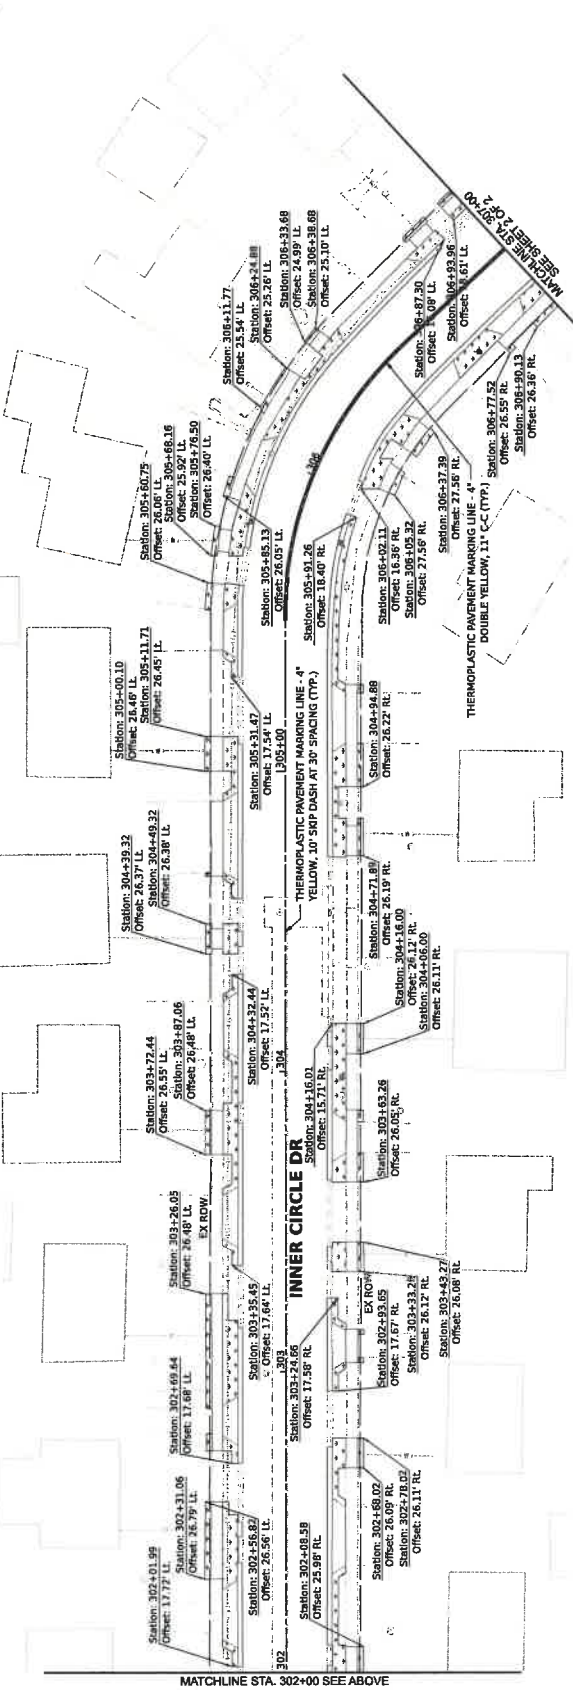 MATCHLINE STA. 302+00 SEE ABOVE
Station: 302+01.99
Offset: 17.72' Lt.
Station: 302+31.06
Offset: 26.79' Lt.
Station: 302+56.82
Offset: 26.56' Lt.
Station: 302+69.64
Offset: 17.68' Lt.
Station: 303+26.05
Offset: 26.48' Lt.
EX ROW
Station: 303+35.45
Offset: 17.64' Lt.
Station: 303+72.44
Offset: 26.55' Lt.
Station: 303+87.06
Offset: 26.48' Lt.
Station: 304+32.44
Offset: 17.52' Lt.
Station: 304+39.32
Offset: 26.37' Lt.
Station: 304+49.32
Offset: 26.38' Lt.
Station: 305+00.10
Offset: 26.46' Lt.
Station: 305+11.71
Offset: 26.45' Lt.
Station: 305+31.47
Offset: 17.54' Lt.
Station: 305+60.75
Offset: 26.06' Lt.
Station: 305+68.16
Offset: 25.92' Lt.
Station: 305+76.50
Offset: 26.40' Lt.
Station: 305+85.13
Offset: 26.05' Lt.
Station: 306+11.77
Offset: 25.54' Lt.
Station: 306+24.88
Offset: 25.26' Lt.
Station: 306+33.68
Offset: 24.99' Lt.
Station: 306+38.68
Offset: 25.10' Lt.
Station: 306+87.30
Station: 306+93.96
302
303
304
305+00
306
INNER CIRCLE DR
THERMOPLASTIC PAVEMENT MARKING LINE - 4"
YELLOW, 10' SKIP DASH AT 30' SPACING (TYP.)
Station: 302+08.58
Offset: 25.98' Rt.
Station: 302+68.02
Offset: 26.09' Rt.
Station: 302+78.02
Offset: 26.11' Rt.
Station: 303+24.66
Offset: 17.58' Rt.
EX ROW
Station: 302+93.65
Offset: 17.67' Rt.
Station: 303+33.28
Offset: 26.12' Rt.
Station: 303+43.27
Offset: 26.08' Rt.
Station: 303+63.26
Offset: 26.05' Rt.
Station: 304+16.01
Offset: 15.71' Rt.
Station: 304+16.00
Offset: 26.12' Rt.
Station: 304+06.00
Offset: 26.11' Rt.
Station: 304+71.89
Offset: 26.19' Rt.
Station: 304+94.88
Offset: 26.22' Rt.
Station: 305+91.26
Offset: 18.40' Rt.
Station: 306+02.11
Offset: 16.36' Rt.
Station: 306+05.32
Offset: 27.56' Rt.
Station: 306+37.39
Offset: 27.56' Rt.
THERMOPLASTIC PAVEMENT MARKING LINE - 4"
DOUBLE YELLOW, 11" C-C (TYP.)
Station: 306+77.52
Offset: 26.55' Rt.
Station: 306+90.13
Offset: 26.36' Rt.
MATCHLINE STA. 307+00
SEE SHEET 2 OF 2